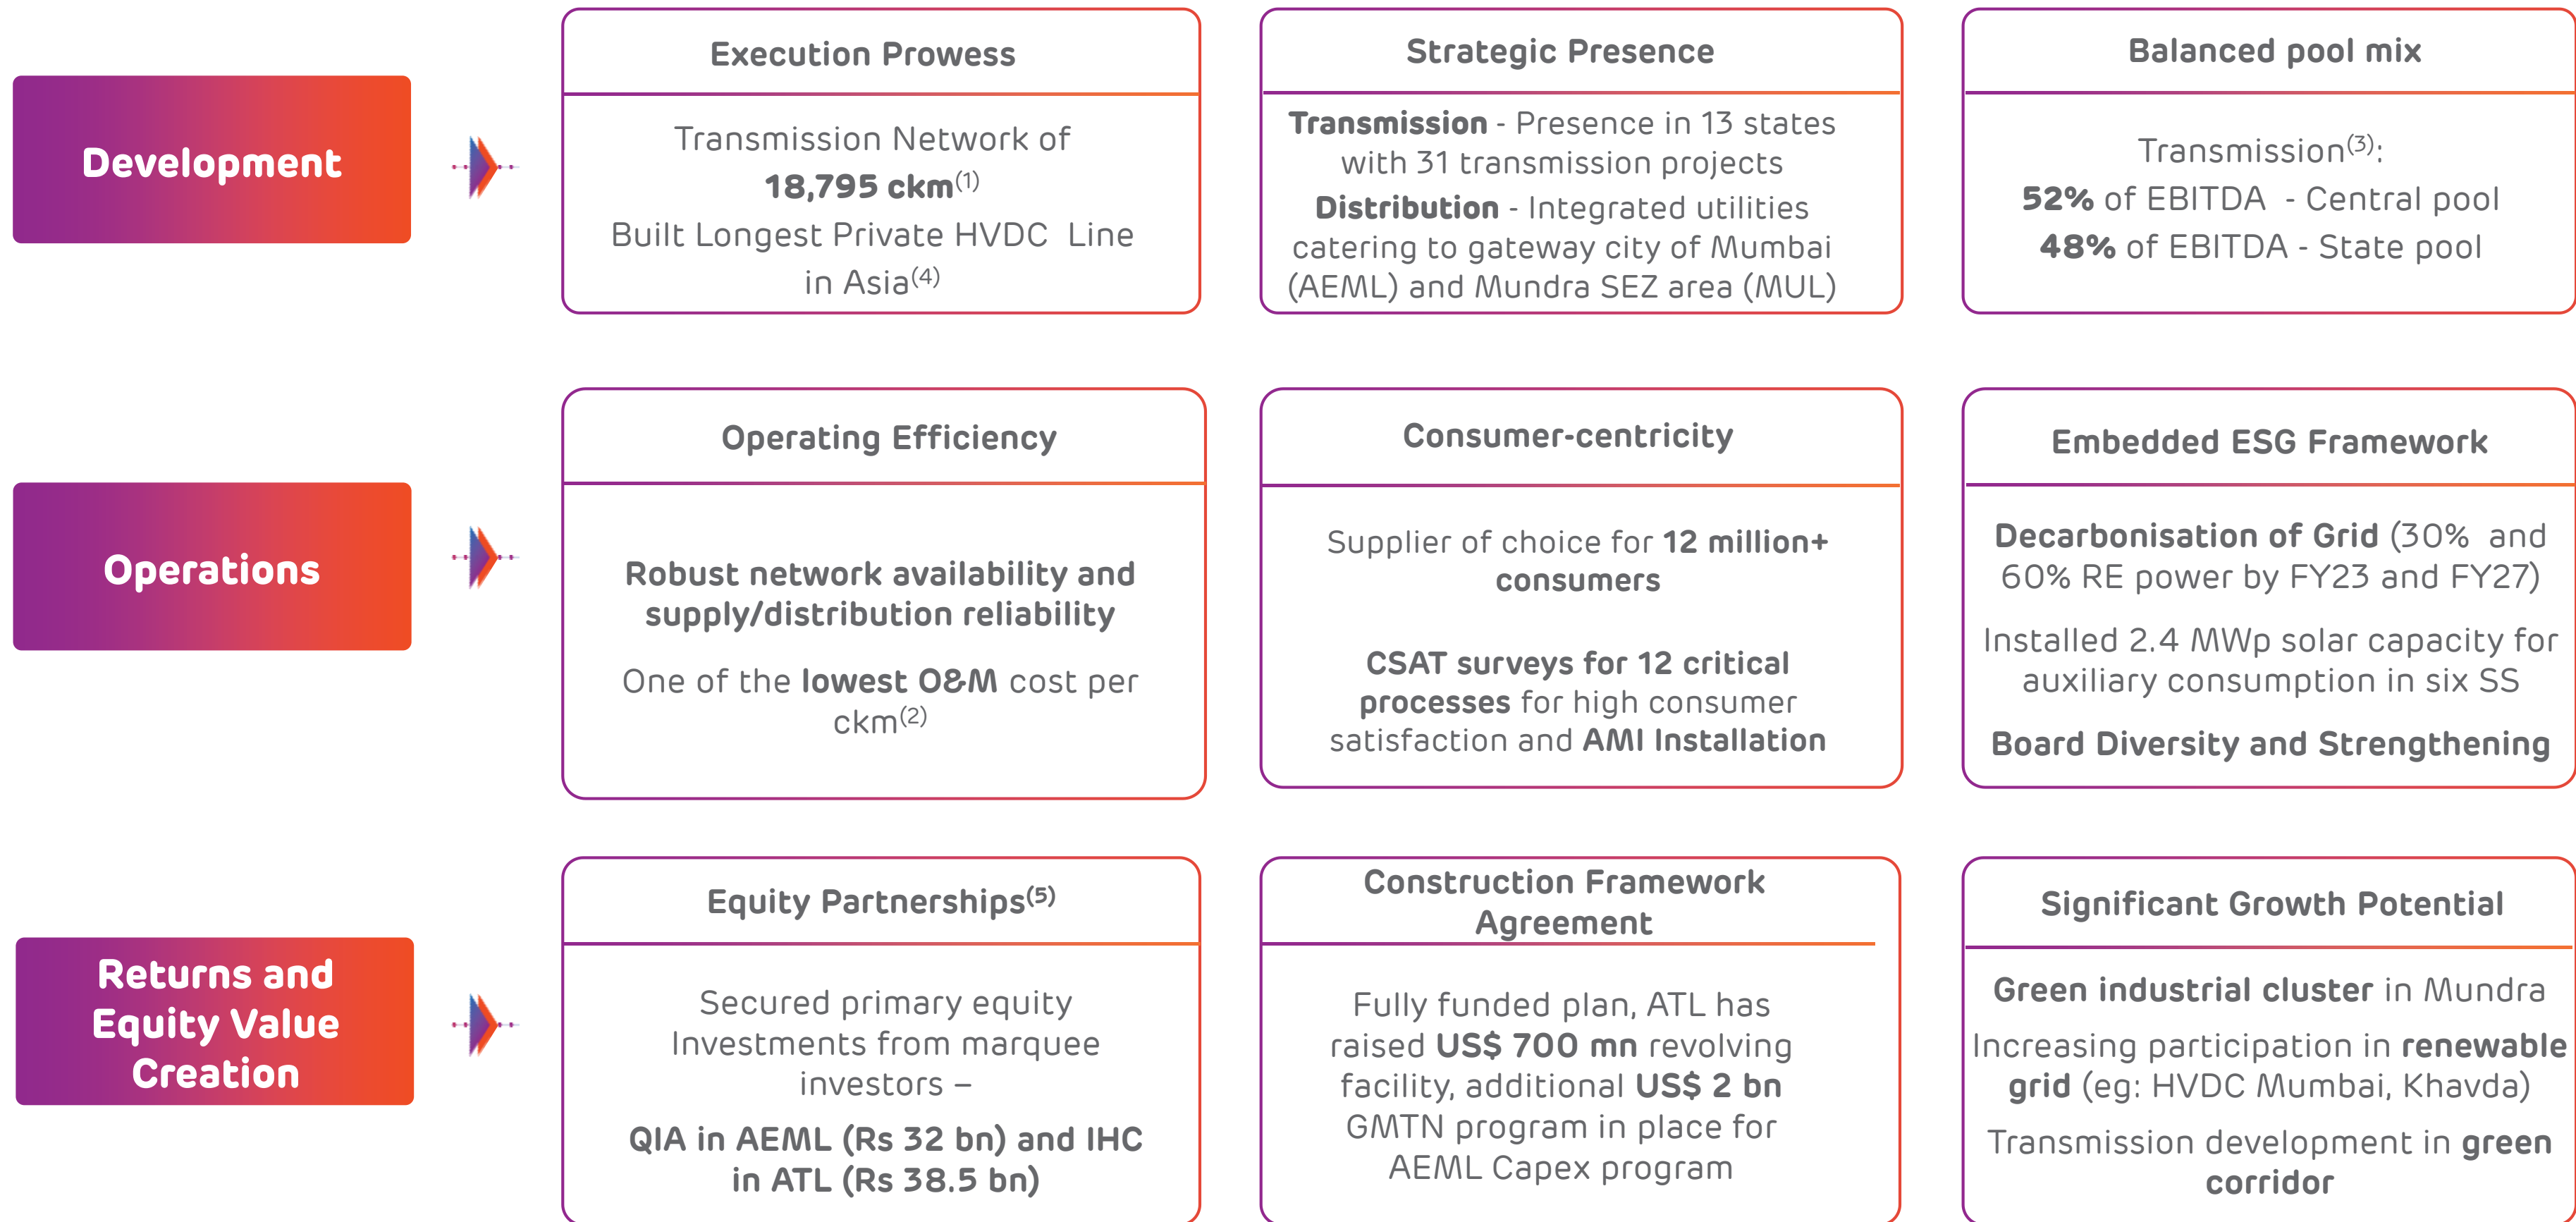 Development
Execution Prowess
Transmission Network of
18,795 ckm(1)
Built Longest Private HVDC Line
in Asia(4)
Strategic Presence
Transmission - Presence in 13 states
with 31 transmission projects
Distribution - Integrated utilities
catering to gateway city of Mumbai
(AEML) and Mundra SEZ area (MUL)
Balanced pool mix
Transmission(3):
52% of EBITDA - Central pool
48% of EBITDA - State pool
Operations
Operating Efficiency
Robust network availability and
supply/distribution reliability
One of the lowest O&M cost per
ckm(2)
Consumer-centricity
Supplier of choice for 12 million+
consumers
CSAT surveys for 12 critical
processes for high consumer
satisfaction and AMI Installation
Embedded ESG Framework
Decarbonisation of Grid (30% and
60% RE power by FY23 and FY27)
Installed 2.4 MWp solar capacity for
auxiliary consumption in six SS
Board Diversity and Strengthening
Returns and
Equity Value
Creation
Equity Partnerships(5)
Secured primary equity
Investments from marquee
investors –
QIA in AEML (Rs 32 bn) and IHC
in ATL (Rs 38.5 bn)
Construction Framework
Agreement
Fully funded plan, ATL has
raised US$ 700 mn revolving
facility, additional US$ 2 bn
GMTN program in place for
AEML Capex program
Significant Growth Potential
Green industrial cluster in Mundra
Increasing participation in renewable
grid (eg: HVDC Mumbai, Khavda)
Transmission development in green
corridor